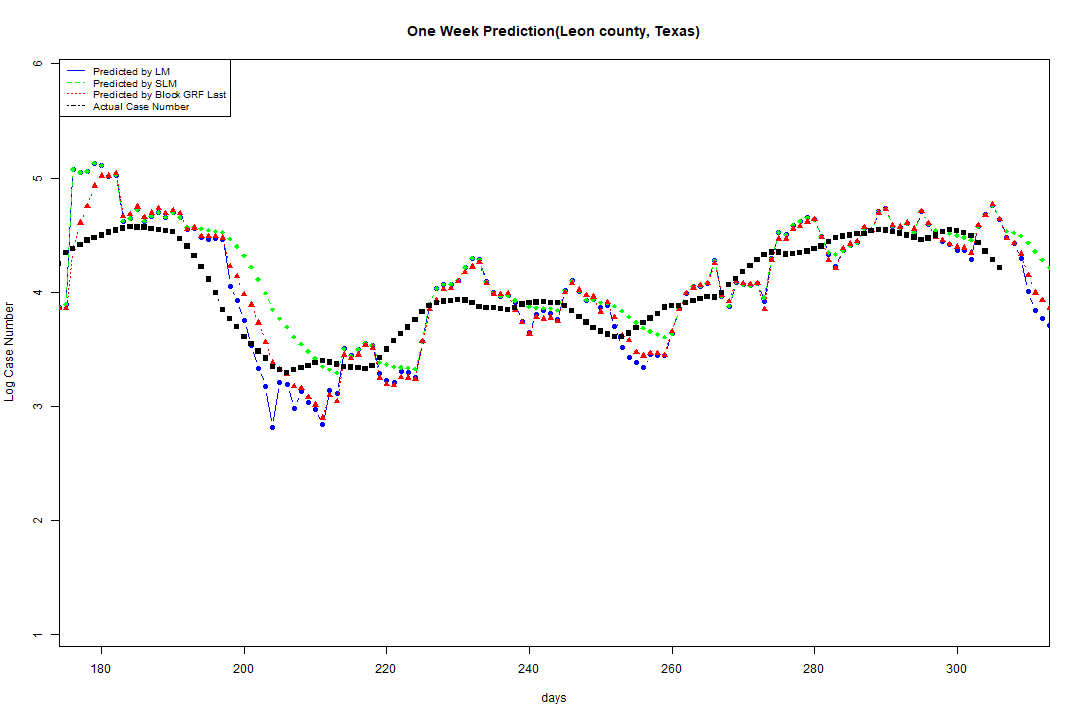 One Week Prediction(Leon county, Texas)
6
Predicted by LM
Predicted by SLM
Predicted by Block GRF Last
Actual Case Number
5
4
3
2
1
Log Case Number
180 200 220 240 260 280 300
days